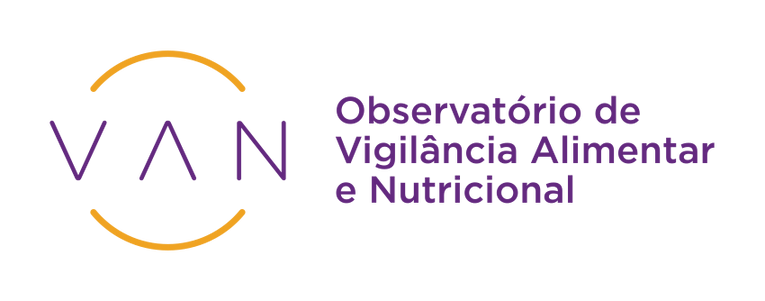 VAN
Observatório de
Vigilância Alimentar
e Nutricional